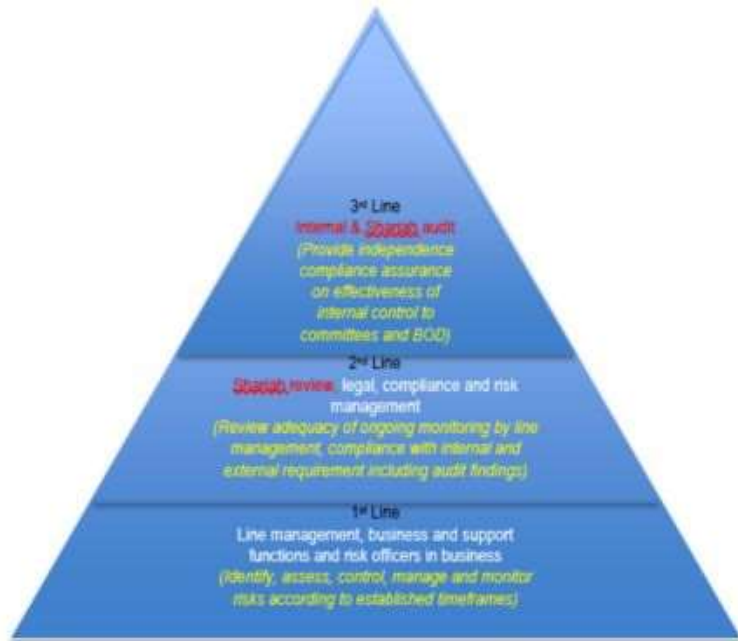 3rd Line
Internal & Shariah audit
(Provide independence
compliance assurance
on effectiveness of
internal control to
committees and BOD)
2nd Line
Shariah review, legal, compliance and risk
management
(Review adequacy of ongoing monitoring by line
management, compliance with internal and
external requirement including audit findings)
1st Line
Line management, business and support
functions and risk officers in business
(Identify, assess, control, manage and monitor
risks according to established timeframes)